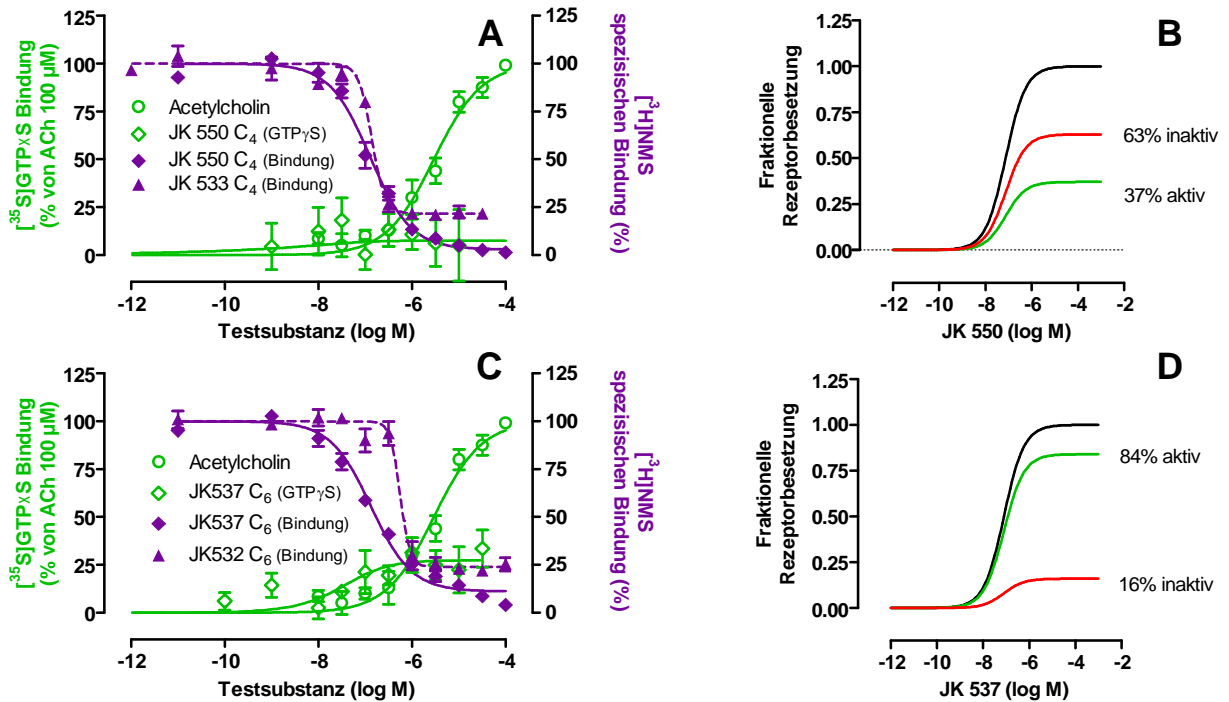 A
[³⁵S]GTPγS Bindung
(% von ACh 100 µM)
125
100
75
50
25
0
Acetylcholin
JK 550 C₄ (GTPγS)
JK 550 C₄ (Bindung)
JK 533 C₄ (Bindung)
125
100
75
50
25
0
[³H]NMS
spezisischen Bindung (%)
-12 -10 -8 -6 -4
Testsubstanz (log M)
B
Fraktionelle
Rezeptorbesetzung
1.25
1.00
0.75
0.50
0.25
0.00
63% inaktiv
37% aktiv
-12 -10 -8 -6 -4 -2
JK 550 (log M)
C
[³⁵S]GTPγS Bindung
(% von ACh 100 µM)
125
100
75
50
25
0
Acetylcholin
JK537 C₆ (GTPγS)
JK537 C₆ (Bindung)
JK532 C₆ (Bindung)
125
100
75
50
25
0
[³H]NMS
spezisischen Bindung (%)
-12 -10 -8 -6 -4
Testsubstanz (log M)
D
Fraktionelle
Rezeptorbesetzung
1.25
1.00
0.75
0.50
0.25
0.00
84% aktiv
16% inaktiv
-12 -10 -8 -6 -4 -2
JK 537 (log M)